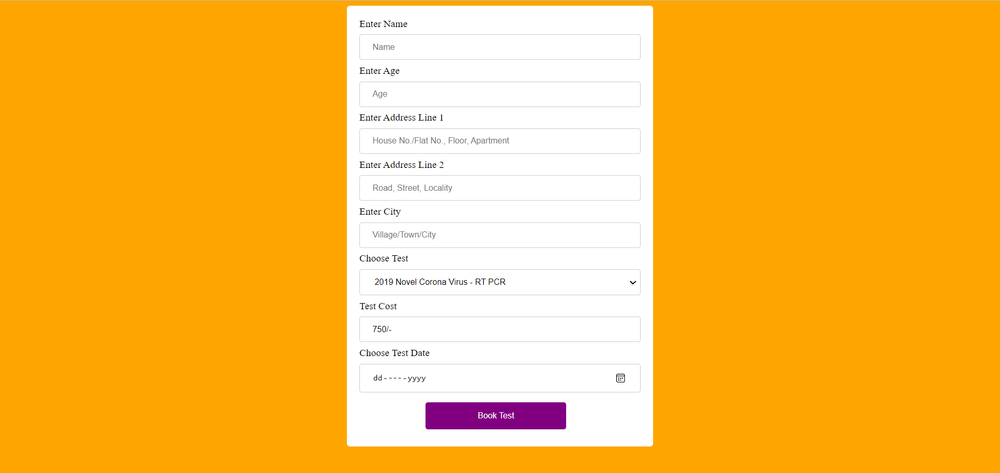 Enter Name
Name
Enter Age
Age
Enter Address Line 1
House No./Flat No., Floor, Apartment
Enter Address Line 2
Road, Street, Locality
Enter City
Village/Town/City
Choose Test
2019 Novel Corona Virus - RT PCR
Test Cost
750/-
Choose Test Date
dd-----yyyy
Book Test